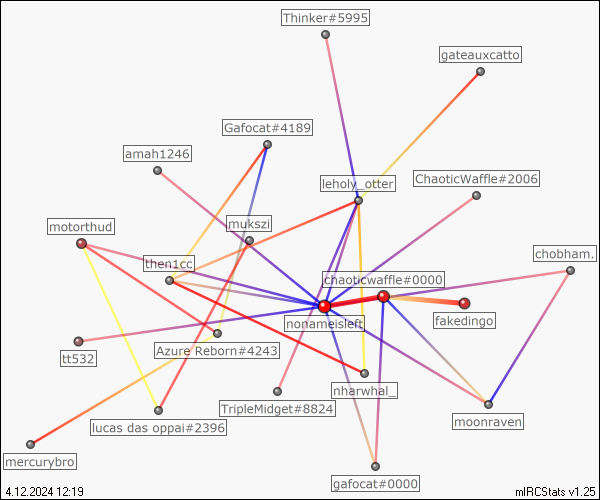 Thinker#5995
gateauxcatto
Gafocat#4189
amah1246
leholy_otter
ChaoticWaffle#2006
motorthud
mukszi
then1cc
chobham.
chaoticwaffle#0000
nonameisleft
fakedingo
tt532
Azure Reborn#4243
nharwhal_
TripleMidget#8824
moonraven
lucas das oppai#2396
mercurybro
gafocat#0000
4.12.2024 12:19
mIRCStats v1.25